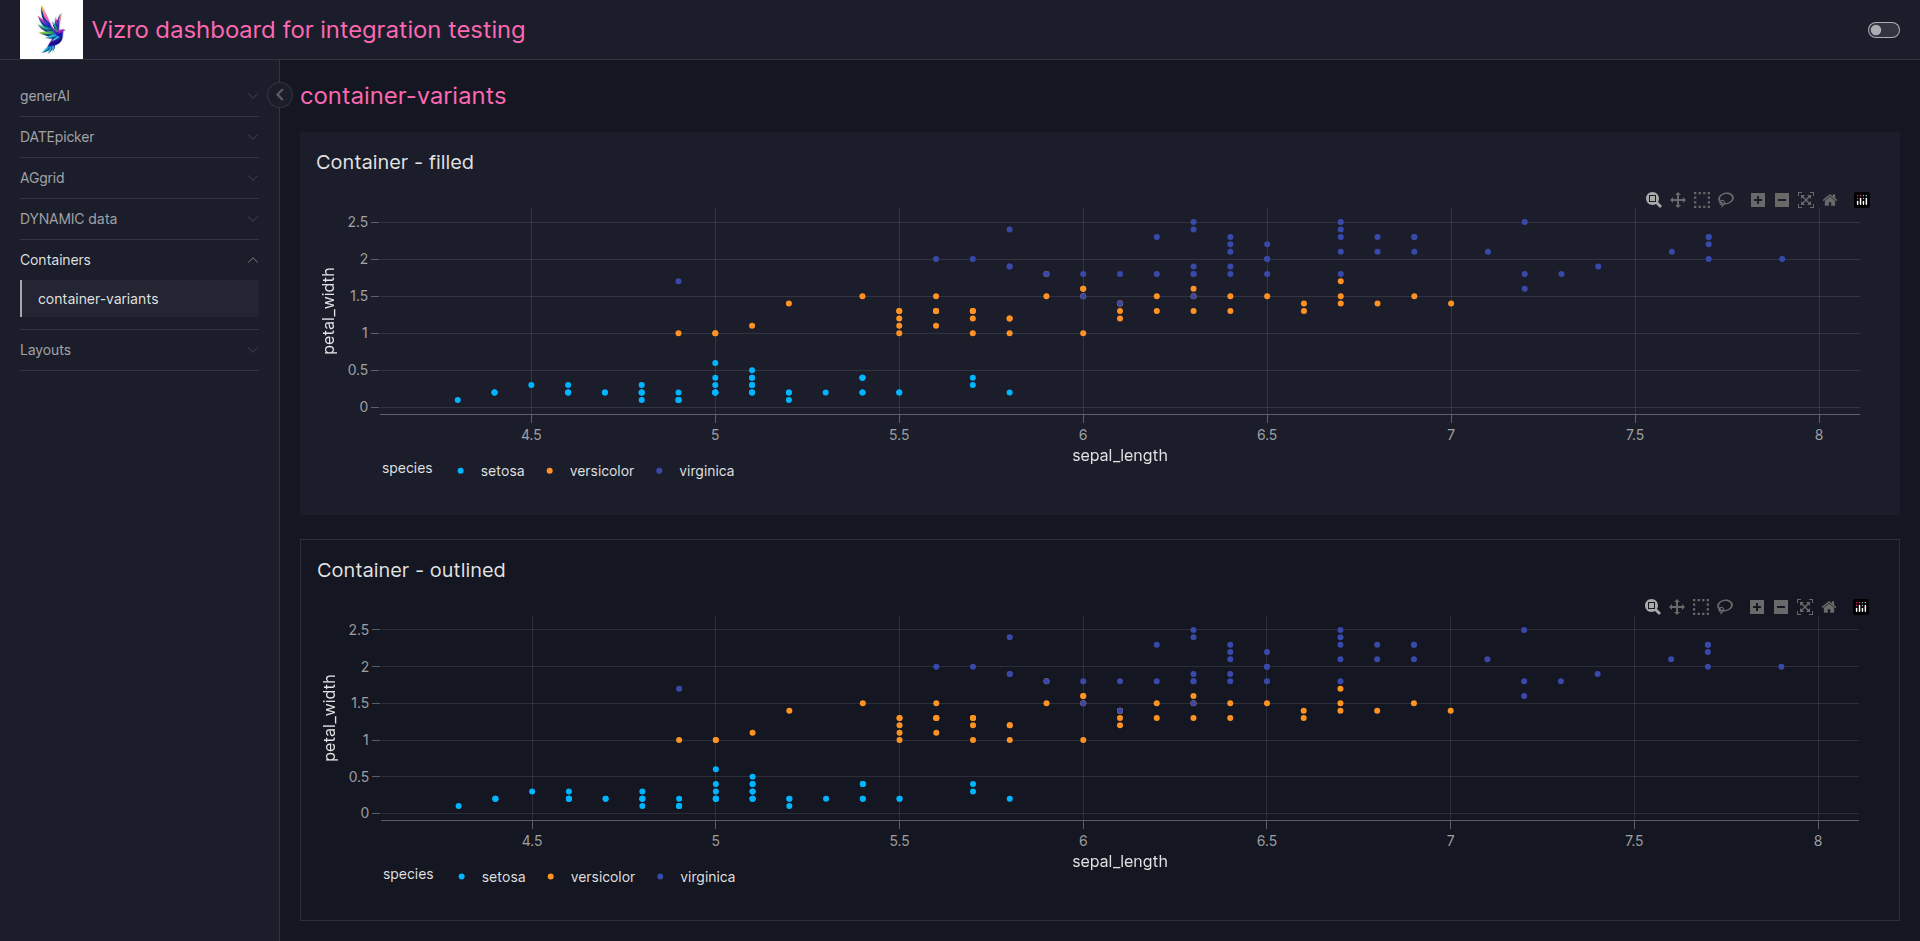 Vizro dashboard for integration testing
generAI
DATEpicker
AGgrid
DYNAMIC data
Containers
container-variants
Layouts
container-variants
Container - filled
2.5
2
1.5
1
0.5
0
petal_width
4.5 5 5.5 6 6.5 7 7.5 8
sepal_length
species setosa versicolor virginica
Container - outlined
2.5
2
1.5
1
0.5
0
petal_width
4.5 5 5.5 6 6.5 7 7.5 8
sepal_length
species setosa versicolor virginica